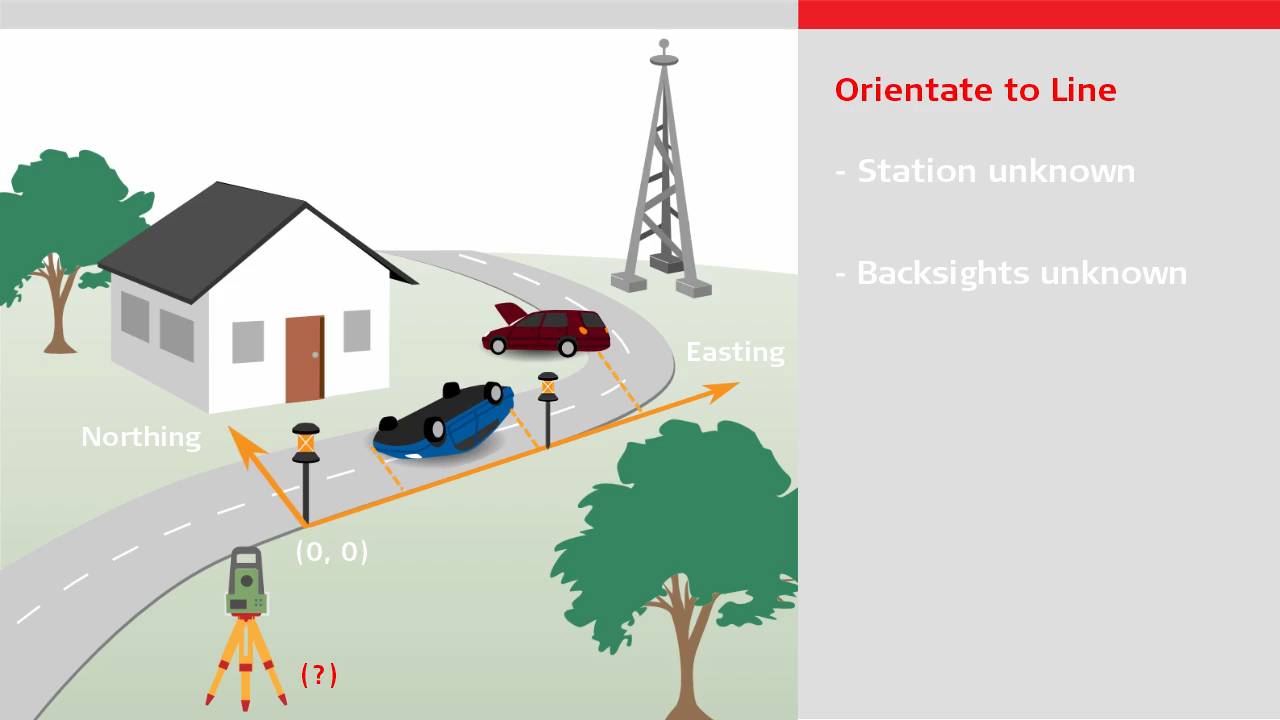 Orientate to Line
- Station unknown
- Backsights unknown
Easting
Northing
(0, 0)
(?)